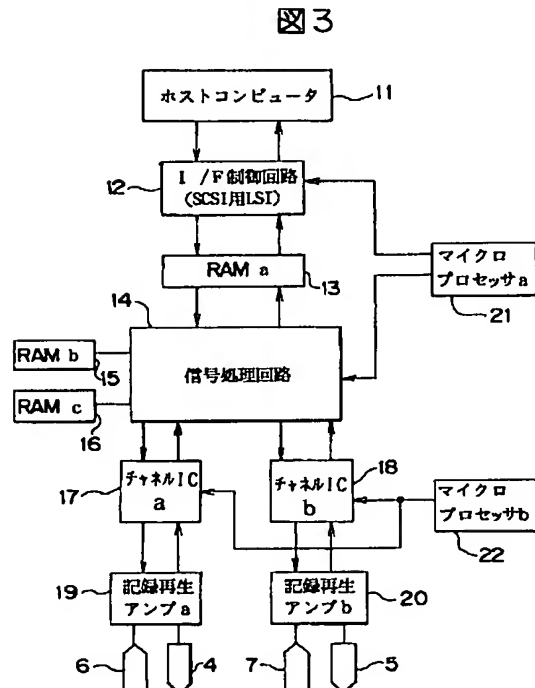 図3
ホストコンピュータ
11
12
I/F制御回路
(SCSI用LSI)
RAM a
13
マイクロ
プロセッサa
21
14
信号処理回路
RAM b
15
RAM c
16
17
チャネルIC
a
チャネルIC
b
18
マイクロ
プロセッサb
22
19
記録再生
アンプa
記録再生
アンプb
20
6
4
7
5